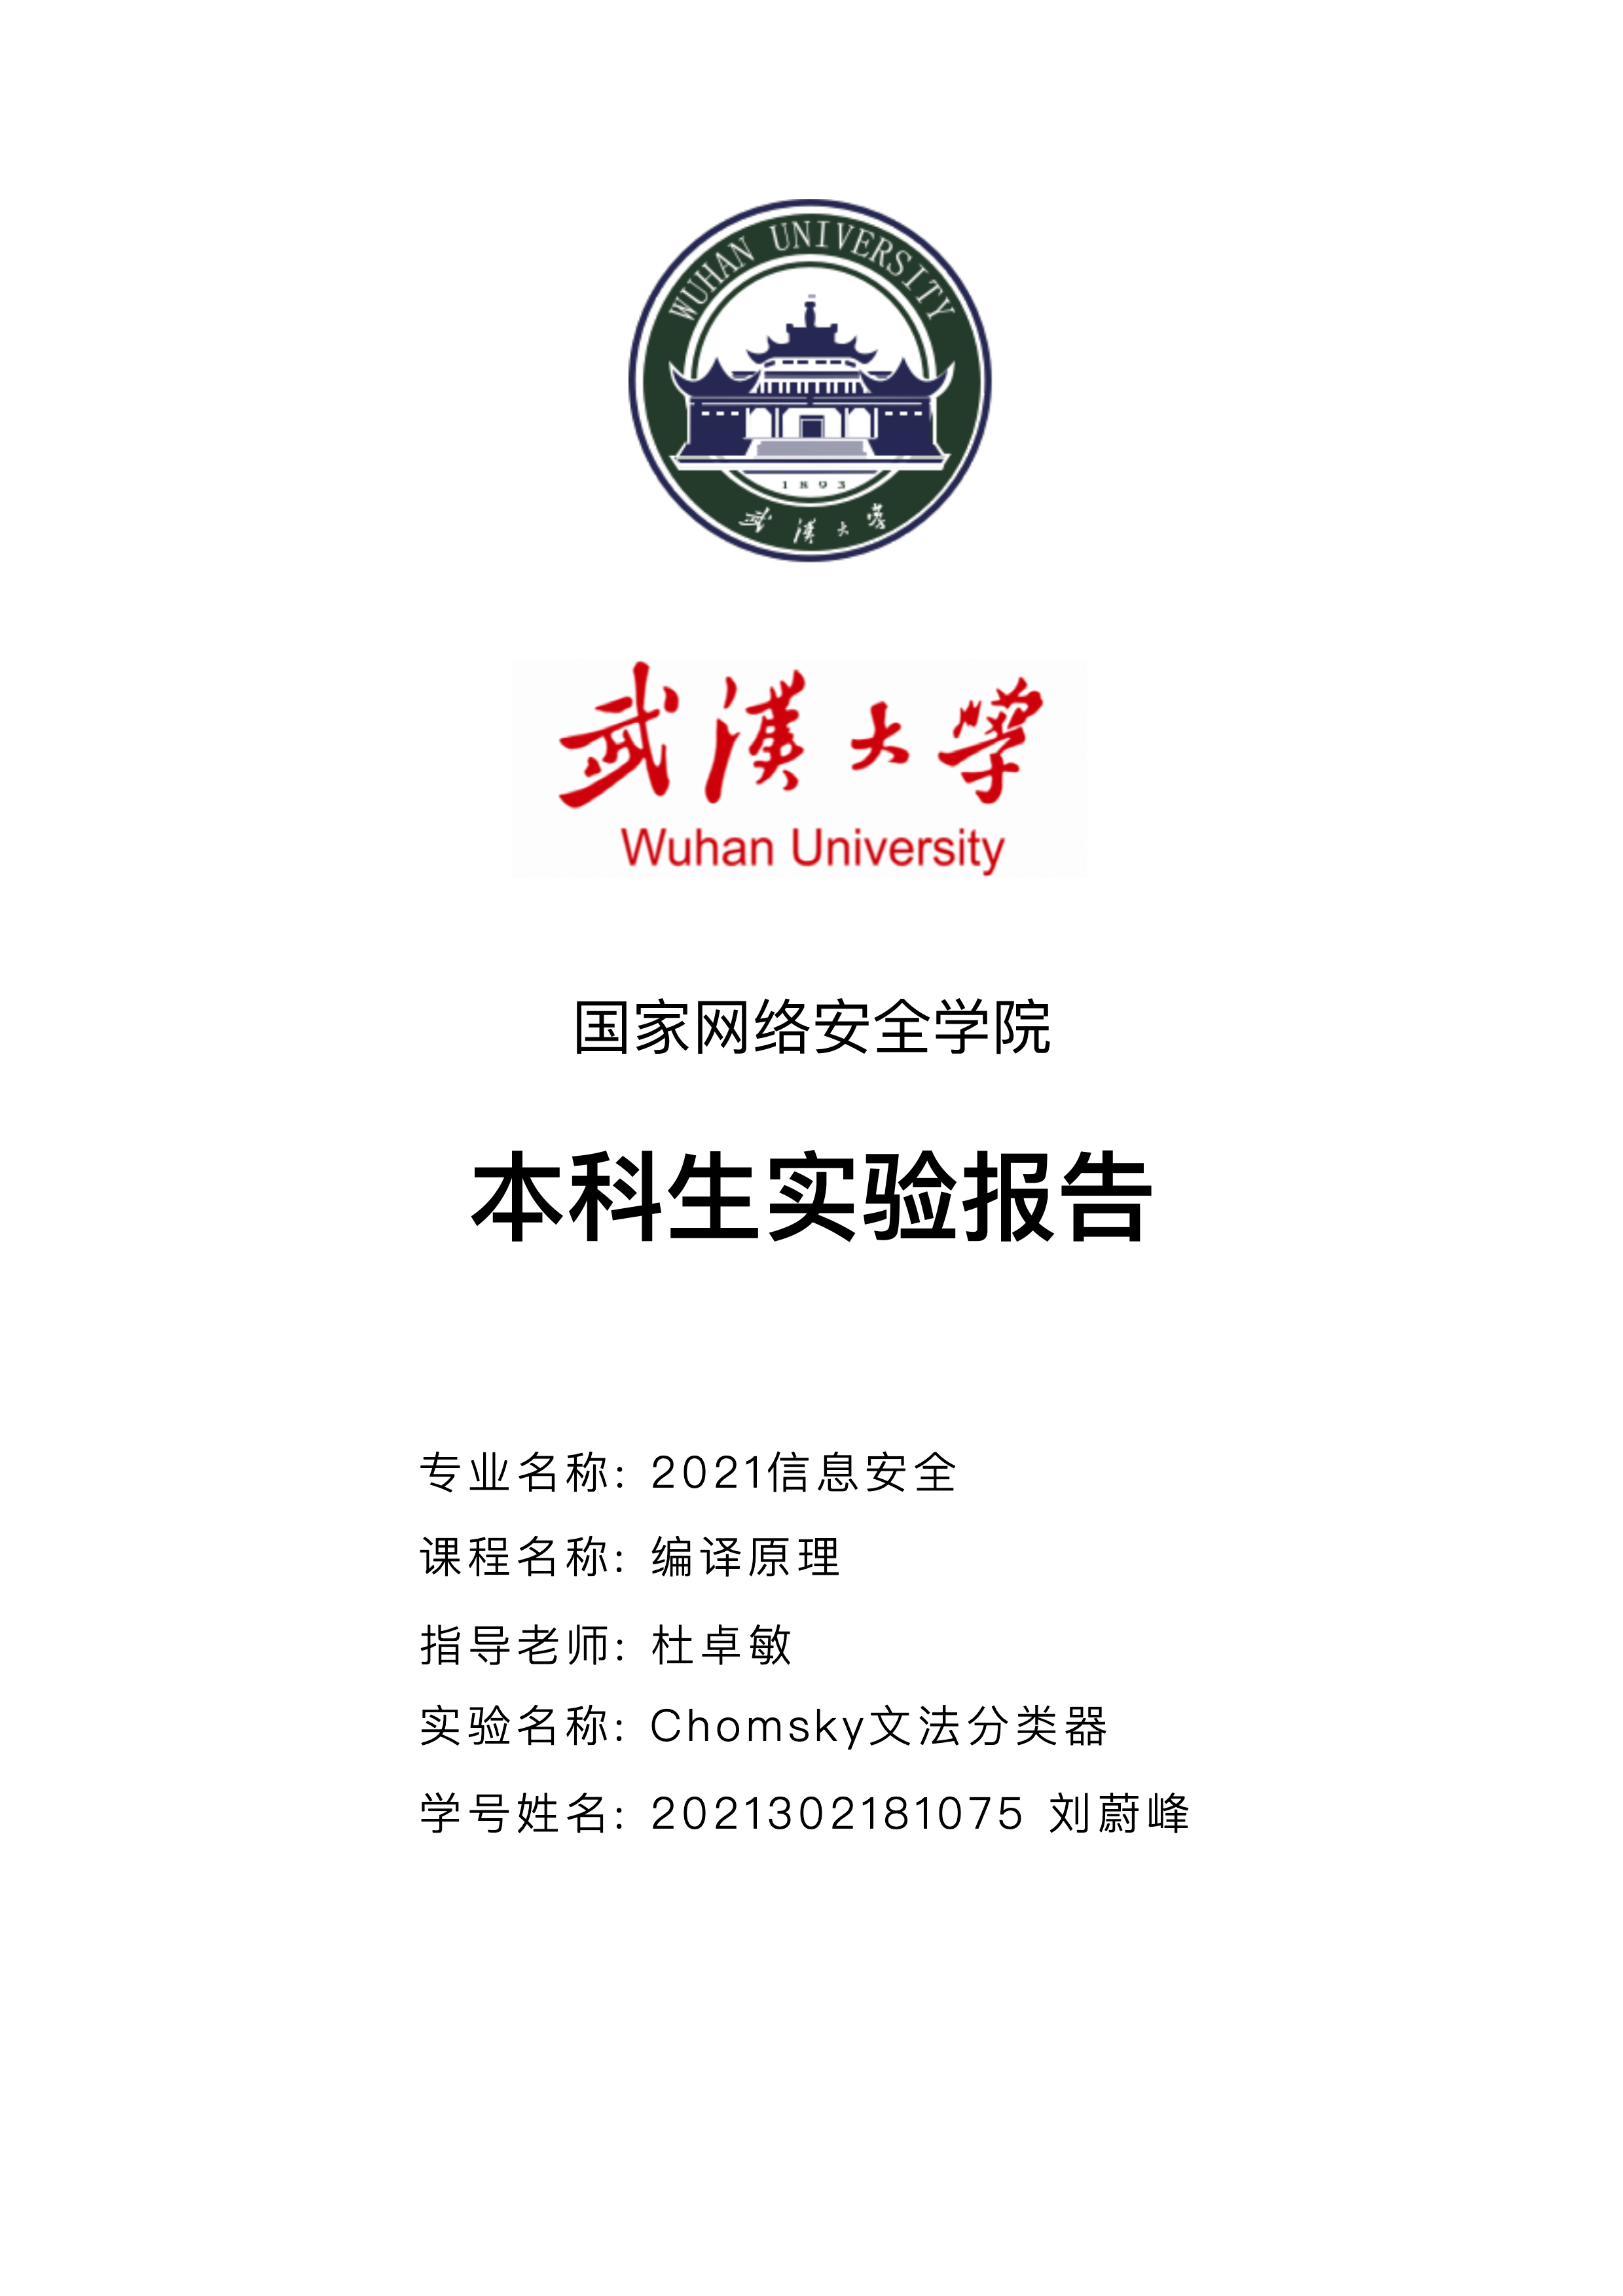 WUHAN UNIVERSITY
1893
武漢大學
武漢大學
Wuhan University
国家网络安全学院
本科生实验报告
专业名称: 2021信息安全
课程名称: 编译原理
指导老师: 杜卓敏
实验名称: Chomsky文法分类器
学号姓名: 2021302181075 刘蔚峰